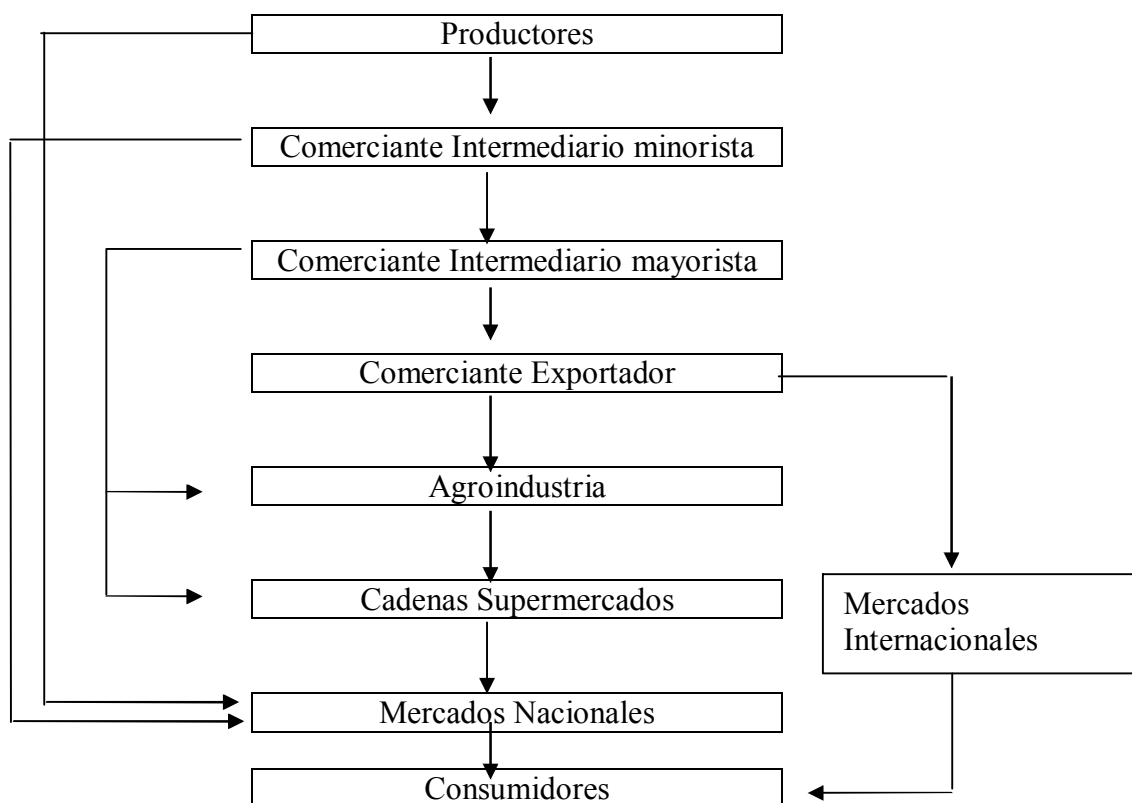 Productores
Comerciante Intermediario minorista
Comerciante Intermediario mayorista
Comerciante Exportador
Agroindustria
Cadenas Supermercados
Mercados
Internacionales
Mercados Nacionales
Consumidores